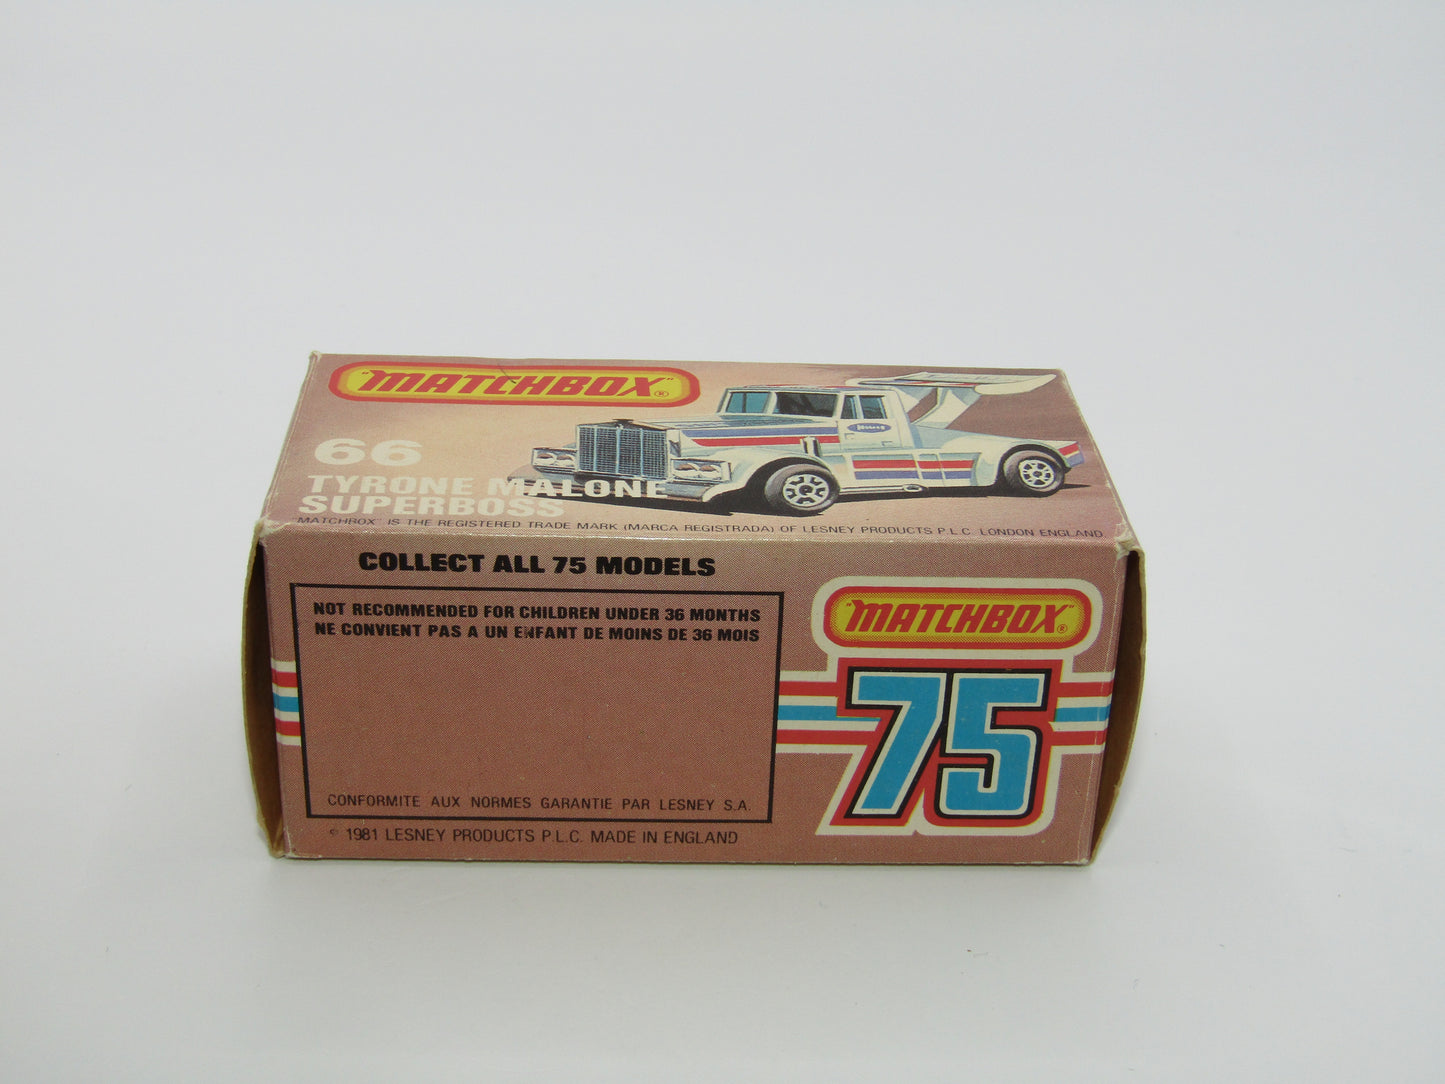 "MATCHBOX"®
66
TYRONE MALONE
SUPERBOSS
MATCHBOX" IS THE REGISTERED TRADE MARK (MARCA REGISTRADA) OF LESNEY PRODUCTS P.L.C. LONDON ENGLAND
COLLECT ALL 75 MODELS
NOT RECOMMENDED FOR CHILDREN UNDER 36 MONTHS
NE CONVIENT PAS A UN ENFANT DE MOINS DE 36 MOIS
CONFORMITE AUX NORMES GARANTIE PAR LESNEY S.A.
© 1981 LESNEY PRODUCTS P.L.C. MADE IN ENGLAND
"MATCHBOX"®
75